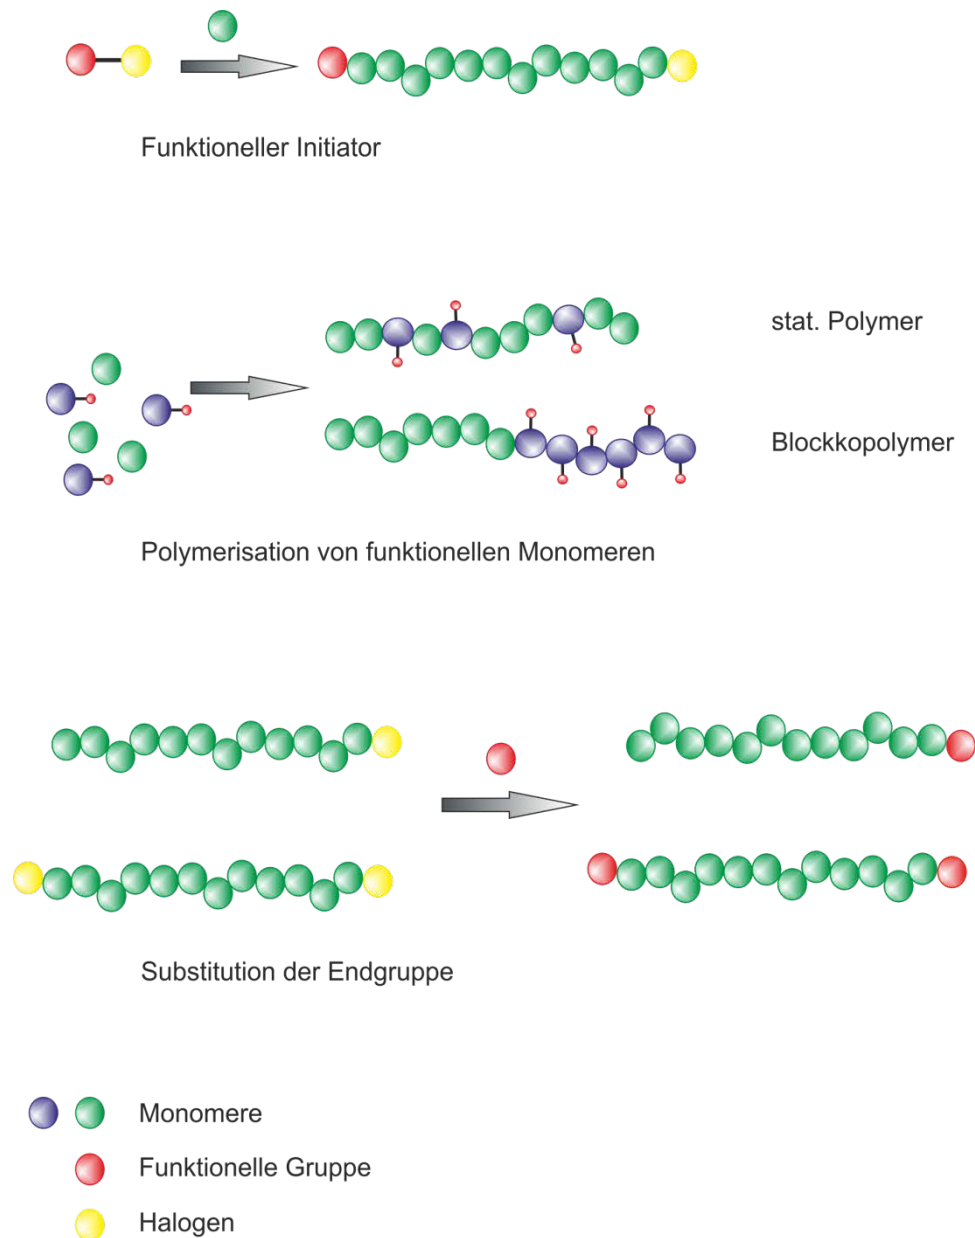 Funktioneller Initiator
stat. Polymer
Blockkopolymer
Polymerisation von funktionellen Monomeren
Substitution der Endgruppe
Monomere
Funktionelle Gruppe
Halogen